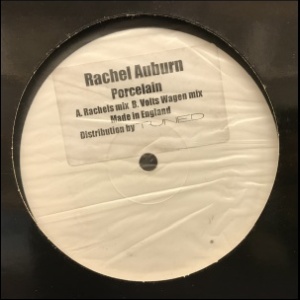 Rachel Auburn
Porcelain
A. Rachels mix B. Volts Wagen mix
Made in England
Distribution by